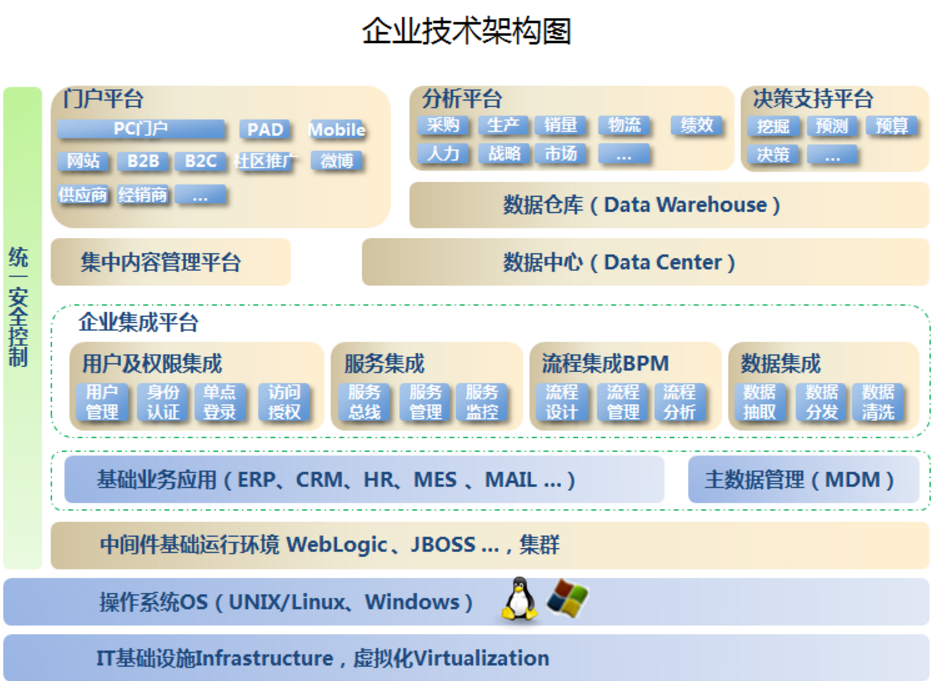 企业技术架构图
统一安全控制
门户平台
PC门户 PAD Mobile
网站 B2B B2C 社区推广 微博
供应商 经销商 ...
分析平台
采购 生产 销量 物流 绩效
人力 战略 市场 ...
决策支持平台
挖掘 预测 预算
决策 ...
数据仓库（Data Warehouse）
集中内容管理平台
数据中心（Data Center）
企业集成平台
用户及权限集成
用户管理 身份认证 单点登录 访问授权
服务集成
服务总线 服务管理 服务监控
流程集成BPM
流程设计 流程管理 流程分析
数据集成
数据抽取 数据分发 数据清洗
基础业务应用（ERP、CRM、HR、MES 、MAIL ...）
主数据管理（MDM）
中间件基础运行环境 WebLogic、JBOSS ...，集群
操作系统OS（UNIX/Linux、Windows）
IT基础设施Infrastructure，虚拟化Virtualization